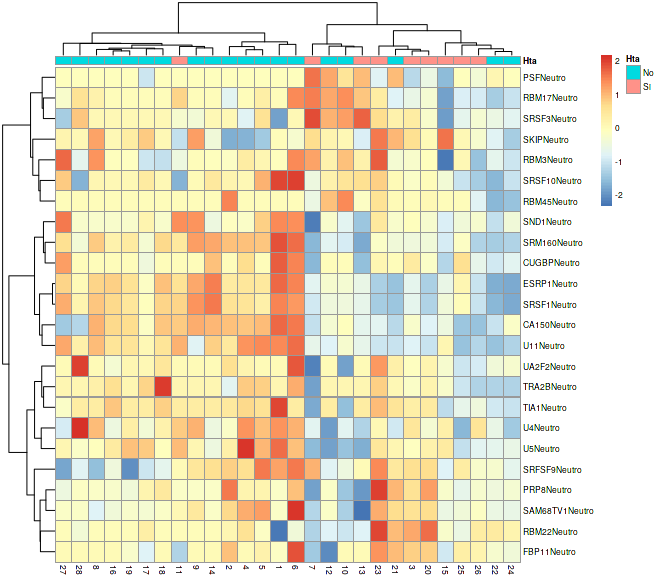 Hta
PSFNeutro
RBM17Neutro
SRSF3Neutro
SKIPNeutro
RBM3Neutro
SRSF10Neutro
RBM45Neutro
SND1Neutro
SRM160Neutro
CUGBPNeutro
ESRP1Neutro
SRSF1Neutro
CA150Neutro
U11Neutro
UA2F2Neutro
TRA2BNeutro
TIA1Neutro
U4Neutro
U5Neutro
SRFSF9Neutro
PRP8Neutro
SAM68TV1Neutro
RBM22Neutro
FBP11Neutro
27 28 8 16 19 17 18 11 9 14 2 4 5 1 6 7 12 10 13 23 21 3 20 15 25 26 22 24
2
1
0
-1
-2
Hta
No
SI